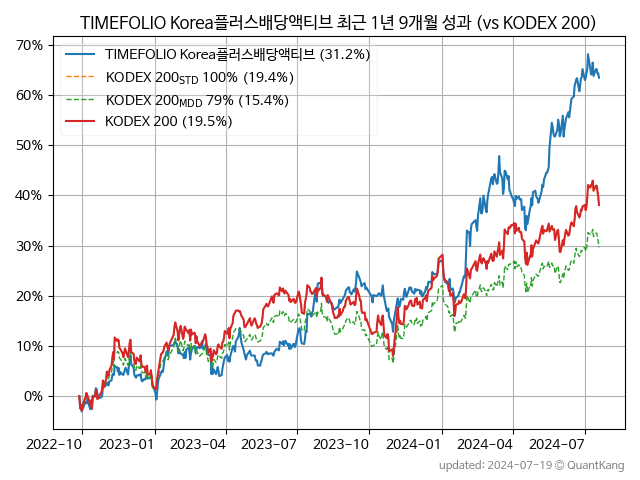 TIMEFOLIO Korea플러스배당액티브 최근 1년 9개월 성과 (vs KODEX 200)
TIMEFOLIO Korea플러스배당액티브 (31.2%)
KODEX 200STD 100% (19.4%)
KODEX 200MDD 79% (15.4%)
KODEX 200 (19.5%)
70%
60%
50%
40%
30%
20%
10%
0%
2022-10 2023-01 2023-04 2023-07 2023-10 2024-01 2024-04 2024-07
updated: 2024-07-19 © QuantKang